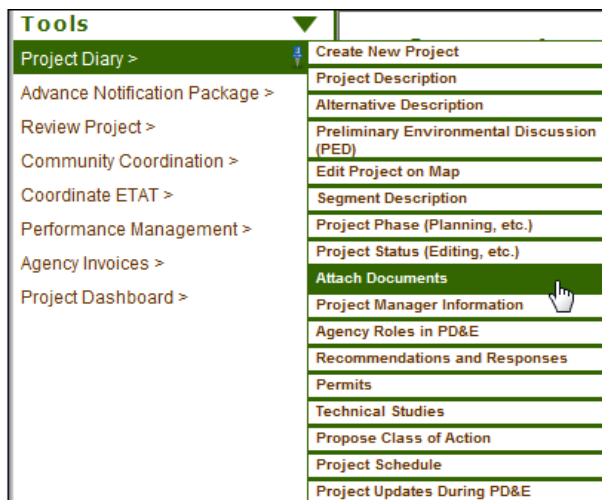 Tools
Project Diary >
Advance Notification Package >
Review Project >
Community Coordination >
Coordinate ETAT >
Performance Management >
Agency Invoices >
Project Dashboard >
Create New Project
Project Description
Alternative Description
Preliminary Environmental Discussion
(PED)
Edit Project on Map
Segment Description
Project Phase (Planning, etc.)
Project Status (Editing, etc.)
Attach Documents
Project Manager Information
Agency Roles in PD&E
Recommendations and Responses
Permits
Technical Studies
Propose Class of Action
Project Schedule
Project Updates During PD&E